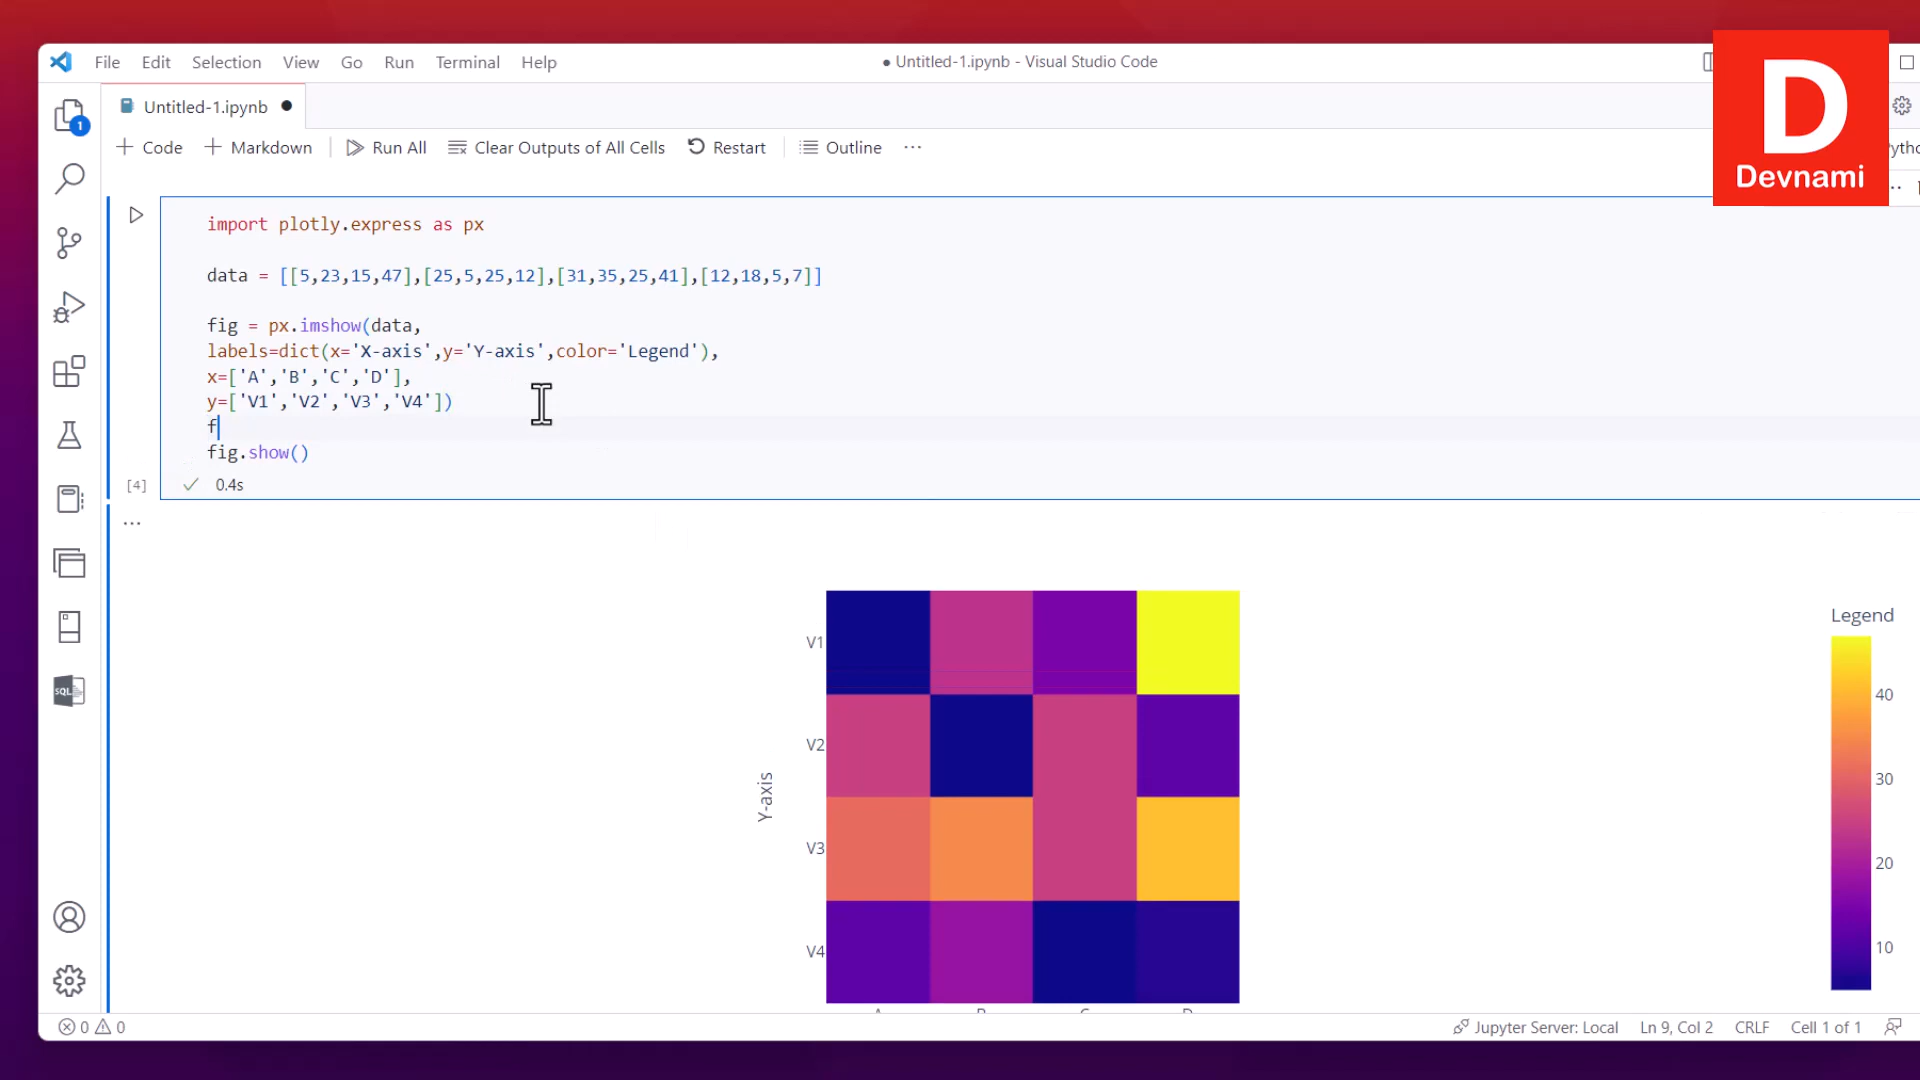 File Edit Selection View Go Run Terminal Help
● Untitled-1.ipynb - Visual Studio Code
D
Devnami
1
Untitled-1.ipynb ●
+ Code + Markdown Run All Clear Outputs of All Cells Restart Outline ···
ytho
import plotly.express as px
data = [[5,23,15,47],[25,5,25,12],[31,35,25,41],[12,18,5,7]]
fig = px.imshow(data,
labels=dict(x='X-axis',y='Y-axis',color='Legend'),
x=['A','B','C','D'],
y=['V1','V2','V3','V4'])
f
fig.show()
[4] ✓ 0.4s
···
SQL
Legend
V1
V2
V3
V4
Y-axis
40
30
20
10
0 0
Jupyter Server: Local Ln 9, Col 2 CRLF Cell 1 of 1